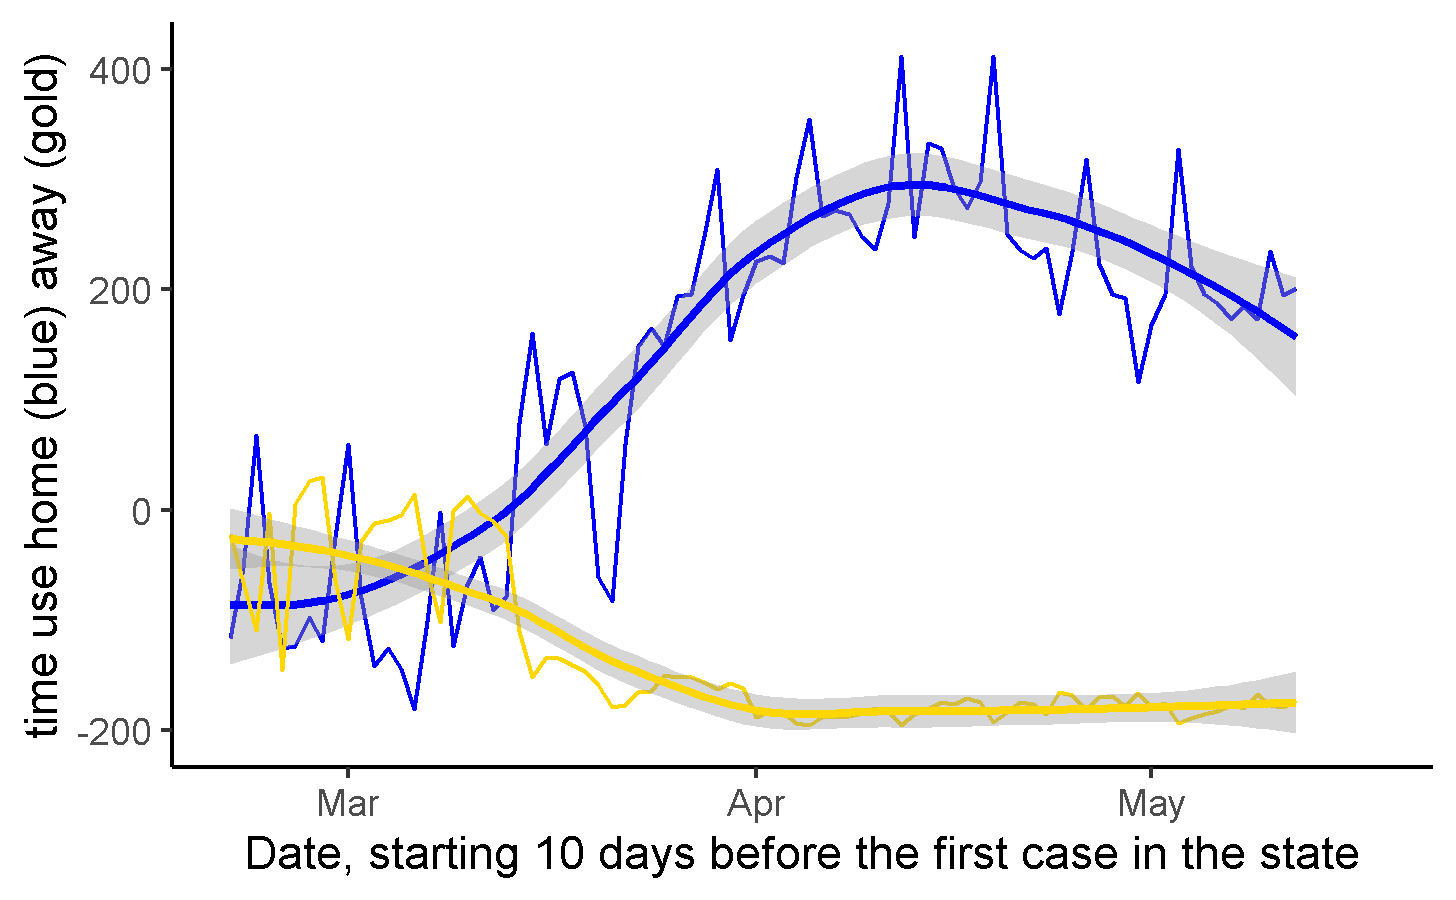 time use home (blue) away (gold)
400
200
0
-200
Mar Apr May
Date, starting 10 days before the first case in the state